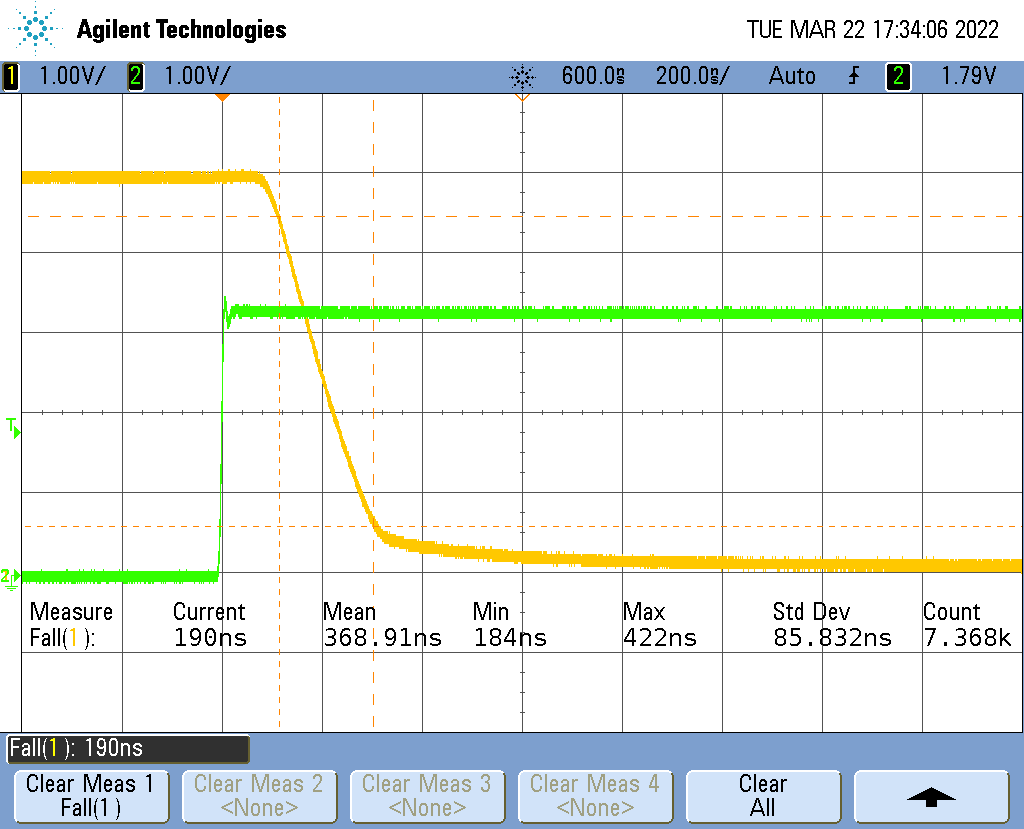 Agilent Technologies TUE MAR 22 17:34:06 2022
1 1.00V/ 2 1.00V/ 600.0ns 200.0ns/ Auto 2 1.79V
T
2
Measure Current Mean Min Max Std Dev Count
Fall(1): 190ns 368.91ns 184ns 422ns 85.832ns 7.368k
Fall(1): 190ns
Clear Meas 1 Clear Meas 2 Clear Meas 3 Clear Meas 4 Clear
Fall(1) <None> <None> <None> All